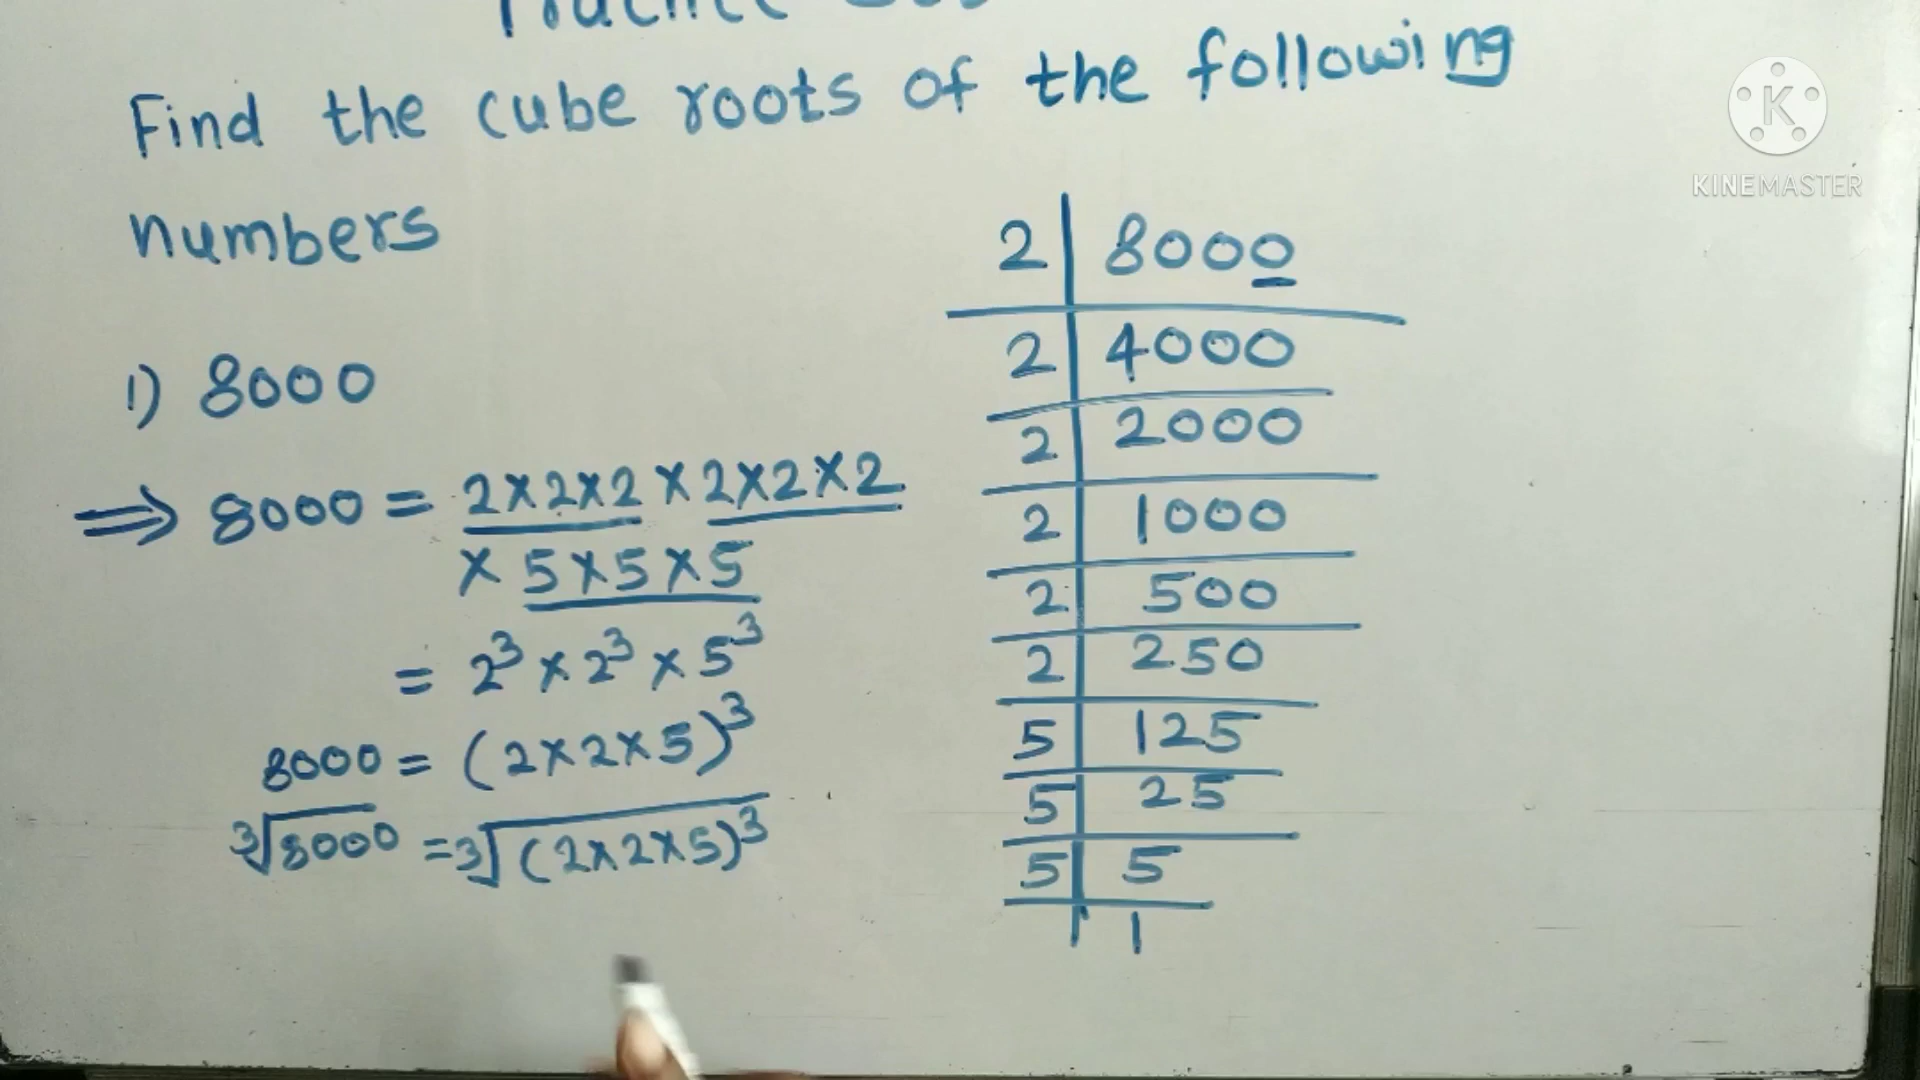 Find the cube roots of the following
numbers
1) 8000
⇒ 8000 = 2×2×2 × 2×2×2
× 5×5×5
= 2³ × 2³ × 5³
8000 = (2×2×5)³
∛8000 = ∛(2×2×5)³
2 | 8000
2 | 4000
2 | 2000
2 | 1000
2 | 500
2 | 250
5 | 125
5 | 25
5 | 5
| 1
K
KINEMASTER